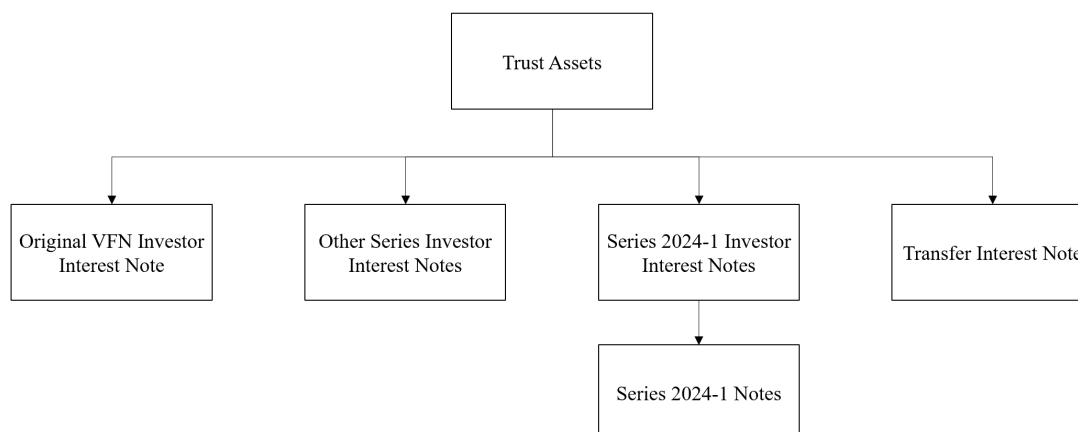 Trust Assets
Original VFN Investor
Interest Note
Other Series Investor
Interest Notes
Series 2024-1 Investor
Interest Notes
Transfer Interest Note
Series 2024-1 Notes